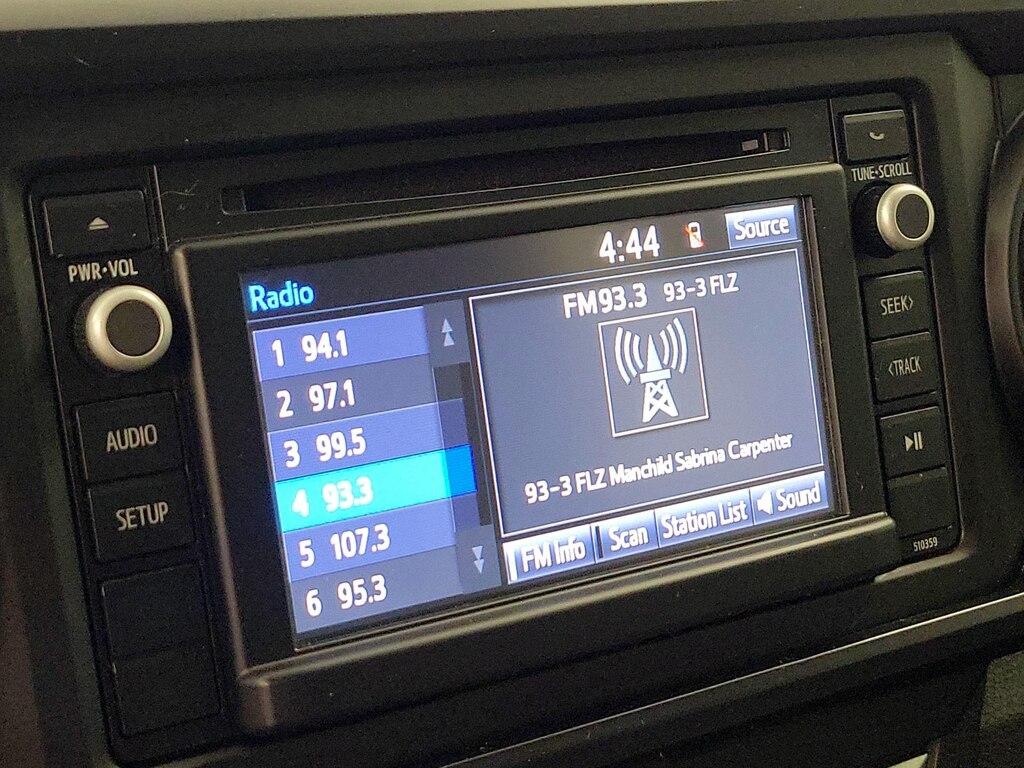 PWR•VOL
AUDIO
SETUP
4:44
Source
Radio
1 94.1
2 97.1
3 99.5
4 93.3
5 107.3
6 95.3
FM 93.3 93-3 FLZ
93-3 FLZ Manchild Sabrina Carpenter
FM Info
Scan
Station List
Sound
TUNE•SCROLL
SEEK>
<TRACK
510359